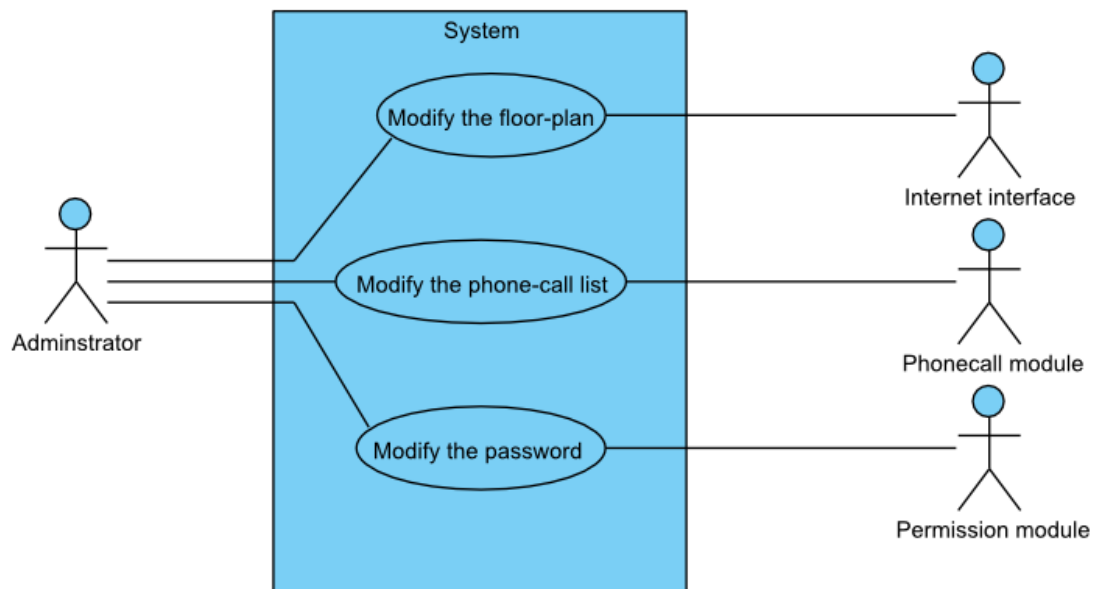 System
Modify the floor-plan
Internet interface
Modify the phone-call list
Adminstrator
Phonecall module
Modify the password
Permission module